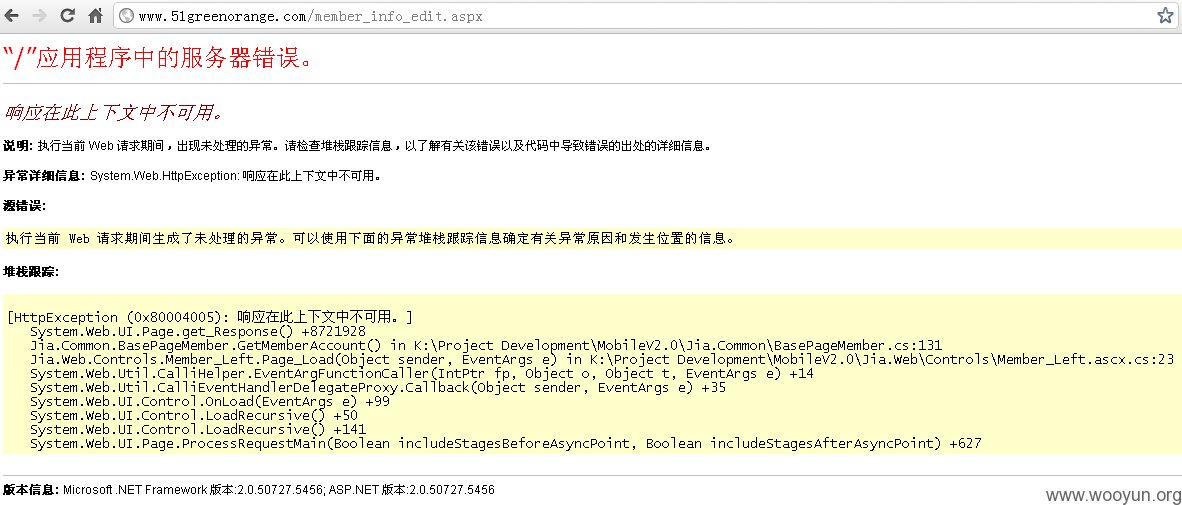 www.51greenorange.com/member_info_edit.aspx
“/”应用程序中的服务器错误。
响应在此上下文中不可用。
说明: 执行当前 Web 请求期间，出现未处理的异常。请检查堆栈跟踪信息，以了解有关该错误以及代码中导致错误的出处的详细信息。
异常详细信息: System.Web.HttpException: 响应在此上下文中不可用。
源错误:
执行当前 Web 请求期间生成了未处理的异常。可以使用下面的异常堆栈跟踪信息确定有关异常原因和发生位置的信息。
堆栈跟踪:
[HttpException (0x80004005): 响应在此上下文中不可用。]
System.Web.UI.Page.get_Response() +8721928
Jia.Common.BasePageMember.GetMemberAccount() in K:\Project Development\MobileV2.0\Jia.Common\BasePageMember.cs:131
Jia.Web.Controls.Member_Left.Page_Load(Object sender, EventArgs e) in K:\Project Development\MobileV2.0\Jia.Web\Controls\Member_Left.ascx.cs:23
System.Web.Util.CalliHelper.EventArgFunctionCaller(IntPtr fp, Object o, Object t, EventArgs e) +14
System.Web.Util.CalliEventHandlerDelegateProxy.Callback(Object sender, EventArgs e) +35
System.Web.UI.Control.OnLoad(EventArgs e) +99
System.Web.UI.Control.LoadRecursive() +50
System.Web.UI.Control.LoadRecursive() +141
System.Web.UI.Page.ProcessRequestMain(Boolean includeStagesBeforeAsyncPoint, Boolean includeStagesAfterAsyncPoint) +627
版本信息: Microsoft .NET Framework 版本:2.0.50727.5456; ASP.NET 版本:2.0.50727.5456
www.wooyun.org